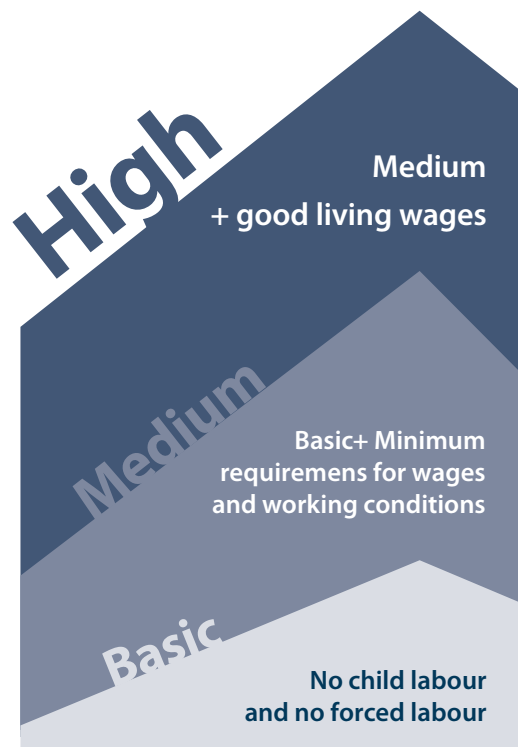 High
Medium
+ good living wages
Medium
Basic+ Minimum
requiremens for wages
and working conditions
Basic
No child labour
and no forced labour